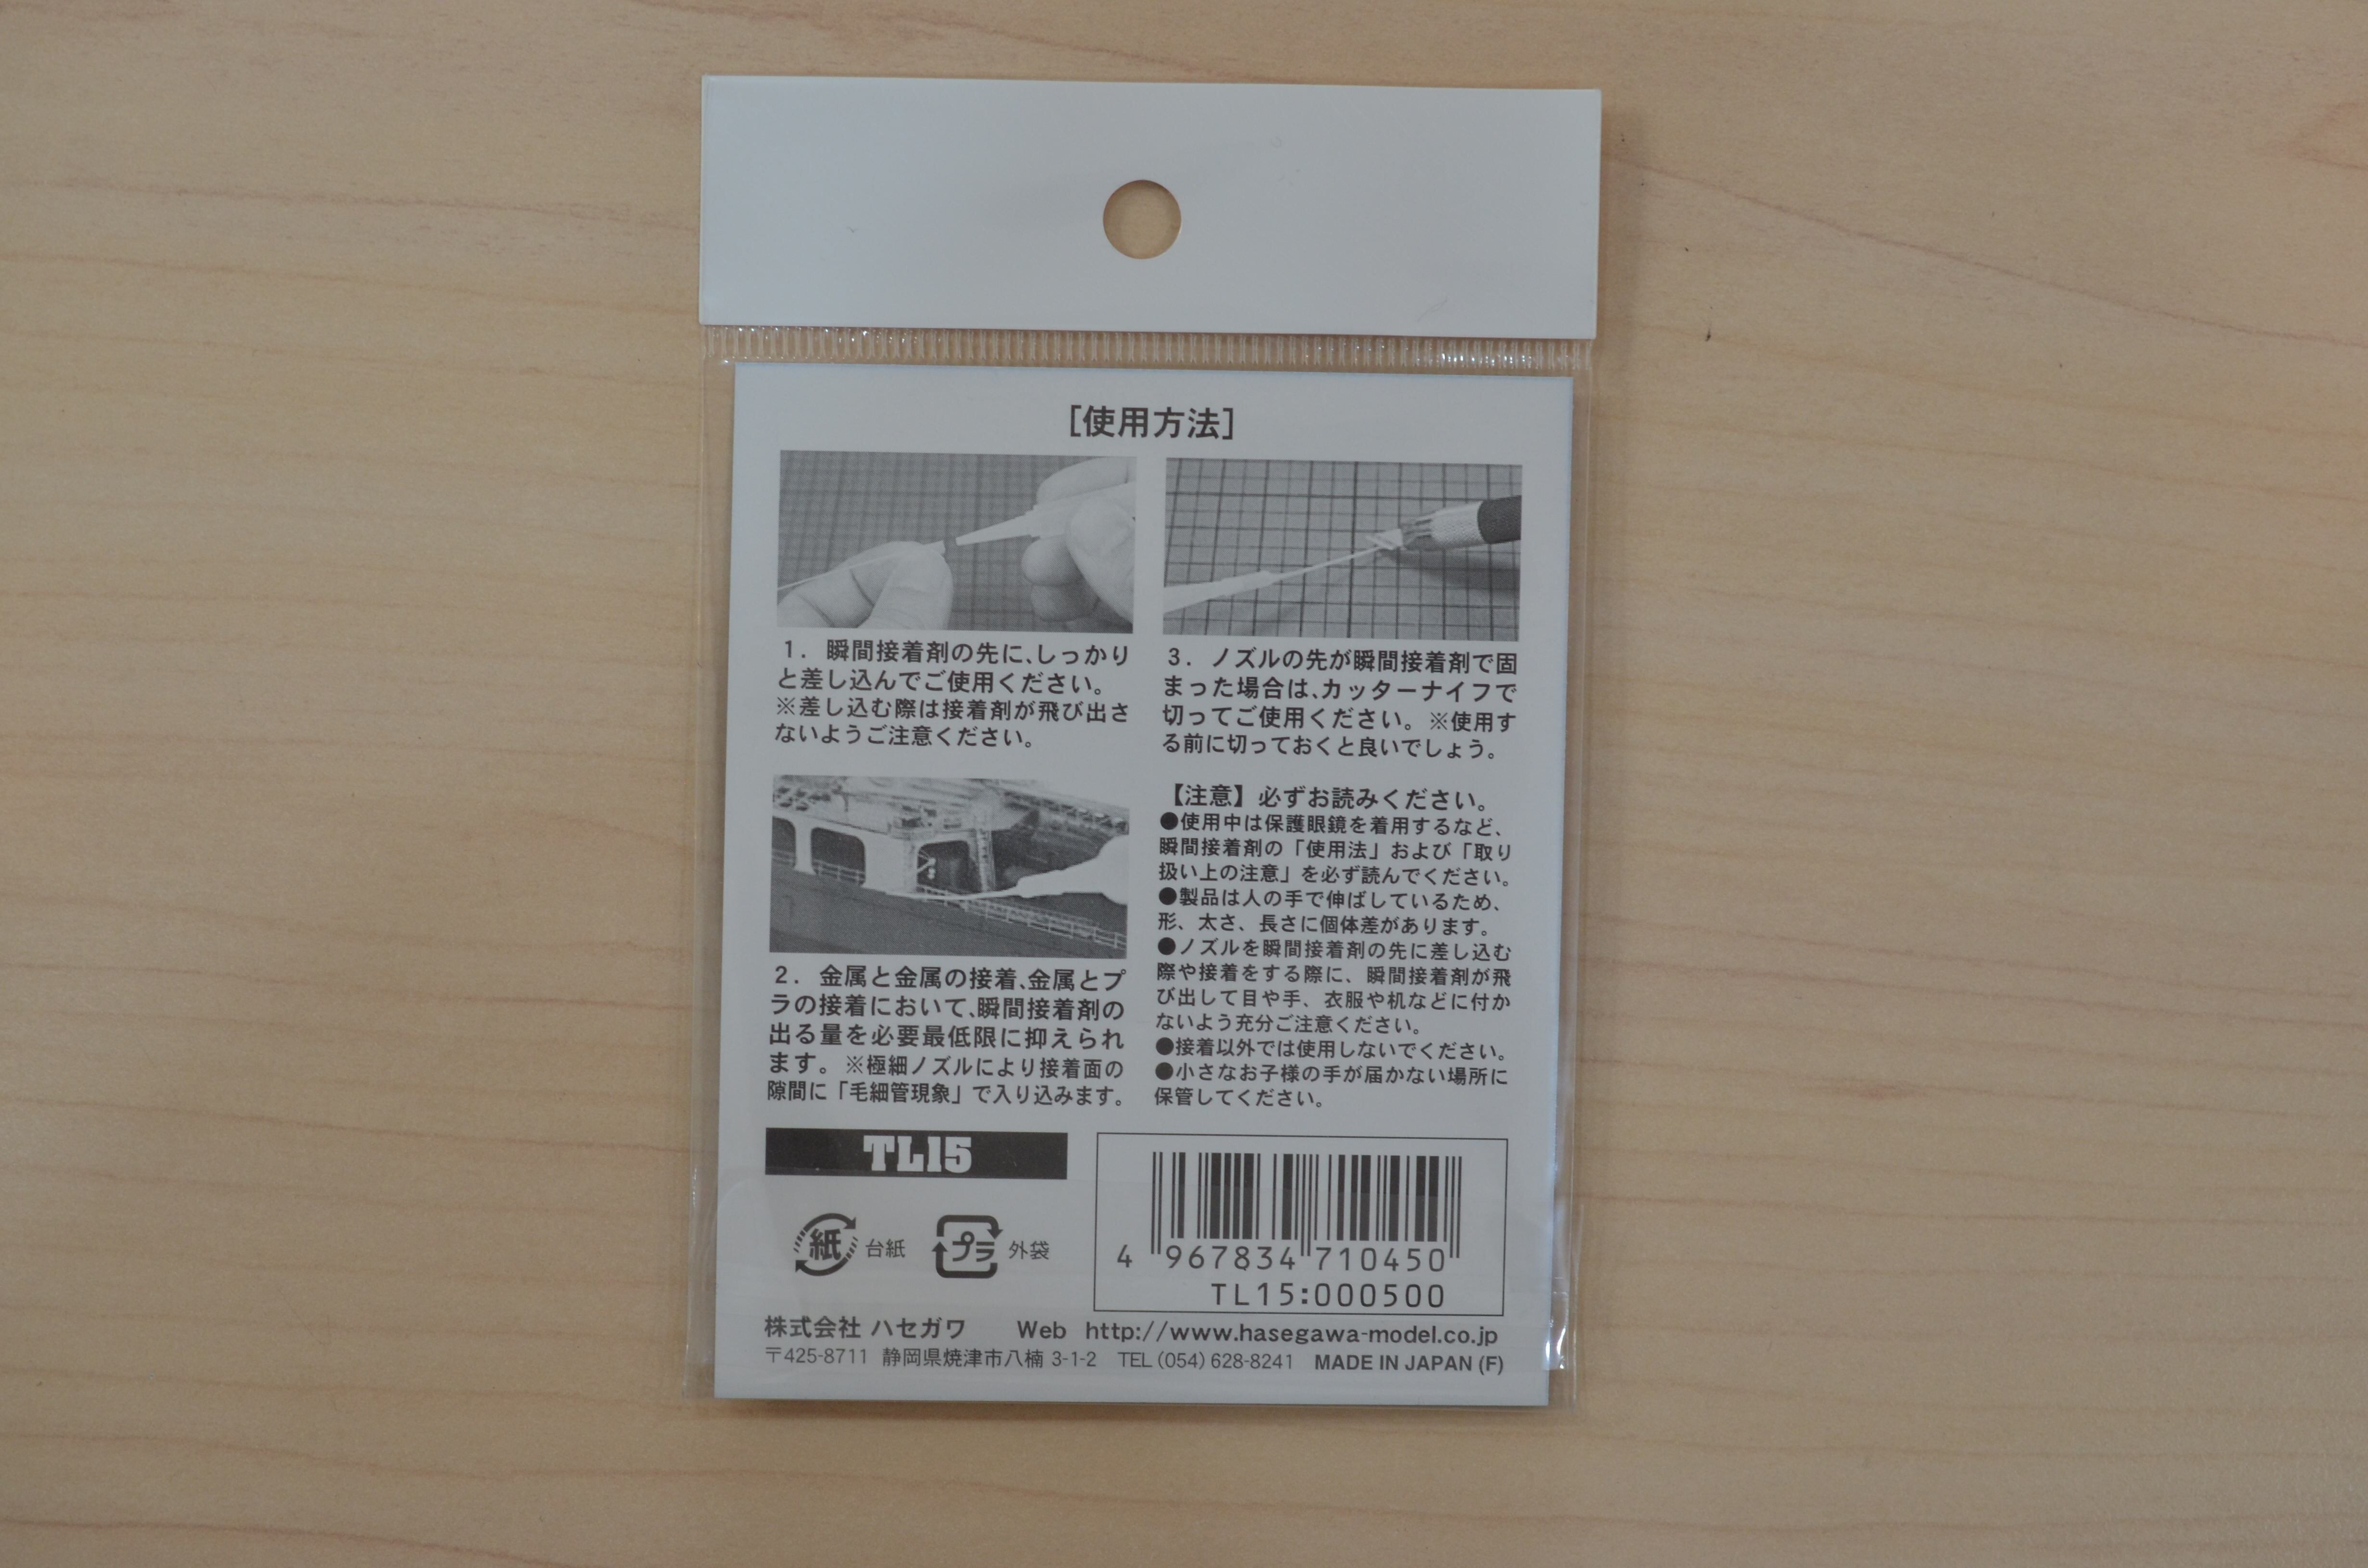 [使用方法]
1. 瞬間接着剤の先に、しっかり
と差し込んでご使用ください。
※差し込む際は接着剤が飛び出さ
ないようご注意ください。
2. 金属と金属の接着、金属とプ
ラの接着において、瞬間接着剤の
出る量を必要最低限に抑えられ
ます。※極細ノズルにより接着面の
隙間に「毛細管現象」で入り込みます。
3. ノズルの先が瞬間接着剤で固
まった場合は、カッターナイフで
切ってご使用ください。※使用す
る前に切っておくと良いでしょう。
【注意】必ずお読みください。
●使用中は保護眼鏡を着用するなど、
瞬間接着剤の「使用法」および「取り
扱い上の注意」を必ず読んでください。
●製品は人の手で伸ばしているため、
形、太さ、長さに個体差があります。
●ノズルを瞬間接着剤の先に差し込む
際や接着をする際に、瞬間接着剤が飛
び出して目や手、衣服や机などに付か
ないよう充分ご注意ください。
●接着以外では使用しないでください。
●小さなお子様の手が届かない場所に
保管してください。
TL15
紙 台紙 プラ 外袋
4 967834 710450
TL15:000500
株式会社 ハセガワ Web http://www.hasegawa-model.co.jp
〒425-8711 静岡県焼津市八楠 3-1-2 TEL (054) 628-8241 MADE IN JAPAN (F)